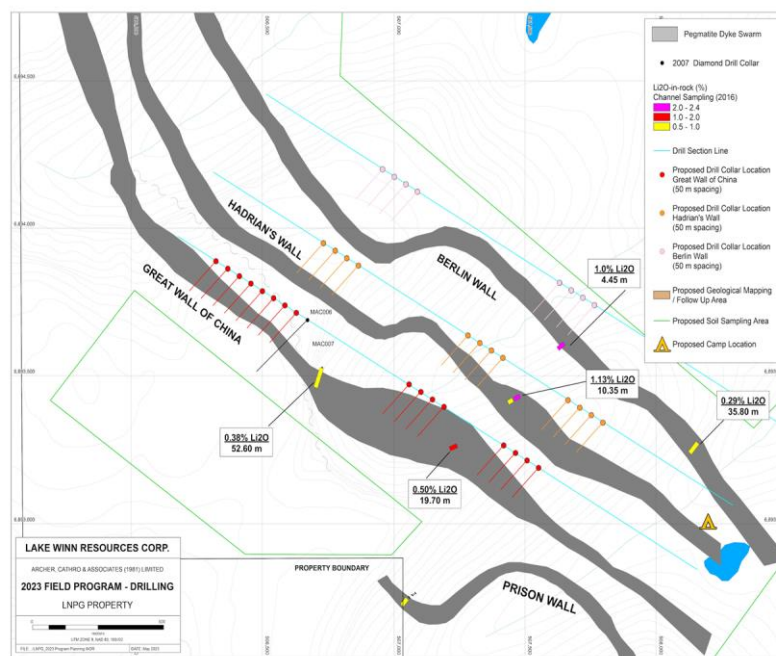 HADRIAN'S WALL
GREAT WALL OF CHINA
BERLIN WALL
PRISON WALL
MAC006
MAC007
1.0% Li2O
4.45 m
1.13% Li2O
10.35 m
0.29% Li2O
35.80 m
0.38% Li2O
52.60 m
0.50% Li2O
19.70 m
PROPERTY BOUNDARY
Pegmatite Dyke Swarm
2007 Diamond Drill Collar
Li2O-in-rock (%)
Channel Sampling (2016)
2.0 - 2.4
1.0 - 2.0
0.5 - 1.0
Drill Section Line
Proposed Drill Collar Location
Great Wall of China
(50 m spacing)
Proposed Drill Collar Location
Hadrian's Wall
(50 m spacing)
Proposed Drill Collar Location
Berlin Wall
(50 m spacing)
Proposed Geological Mapping
/ Follow Up Area
Proposed Soil Sampling Area
Proposed Camp Location
LAKE WINN RESOURCES CORP.
ARCHER, CATHRO & ASSOCIATES (1981) LIMITED
2023 FIELD PROGRAM - DRILLING
LNPG PROPERTY